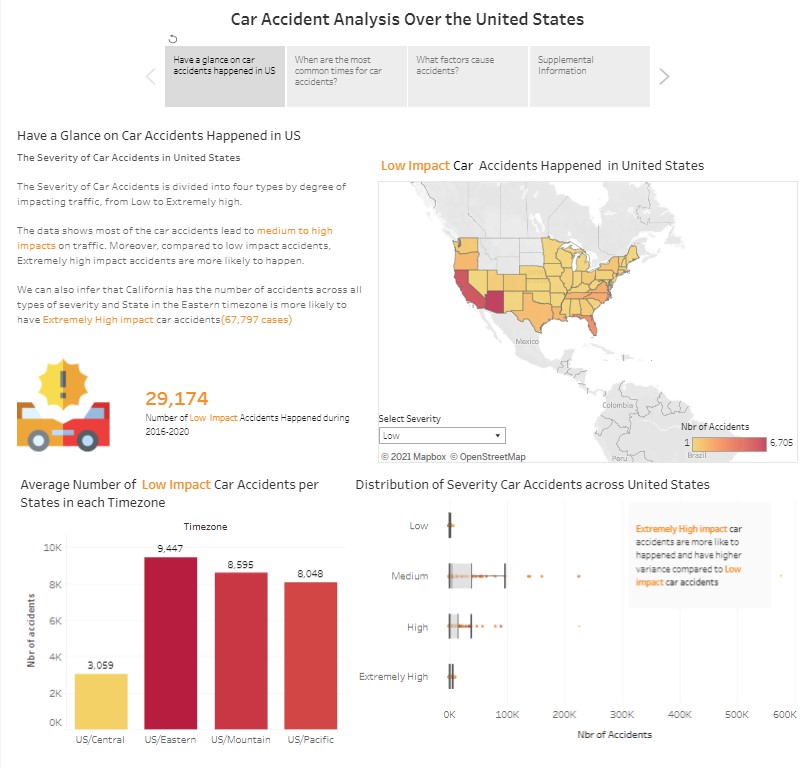 Car Accident Analysis Over the United States
Have a glance on car
accidents happened in US
When are the most
common times for car
accidents?
What factors cause
accidents?
Supplemental
Information
Have a Glance on Car Accidents Happened in US
The Severity of Car Accidents in United States
The Severity of Car Accidents is divided into four types by degree of
impacting traffic, from Low to Extremely high.
The data shows most of the car accidents lead to medium to high
impacts on traffic. Moreover, compared to low impact accidents,
Extremely high impact accidents are more likely to happen.
We can also infer that California has the number of accidents across all
types of severity and State in the Eastern timezone is more likely to
have Extremely High impact car accidents(67,797 cases)
29,174
Number of Low Impact Accidents Happened during
2016-2020
Low Impact Car Accidents Happened in United States
Mexico
Colombia
Peru
Brazil
Select Severity
Low
Nbr of Accidents
1
6,705
© 2021 Mapbox © OpenStreetMap
Average Number of Low Impact Car Accidents per
States in each Timezone
Timezone
Nbr of accidents
10K
8K
6K
4K
2K
0K
3,059
9,447
8,595
8,048
US/Central
US/Eastern
US/Mountain
US/Pacific
Distribution of Severity Car Accidents across United States
Low
Medium
High
Extremely High
Extremely High impact car
accidents are more like to
happened and have higher
variance compared to Low
impact car accidents
0K
100K
200K
300K
400K
500K
600K
Nbr of Accidents